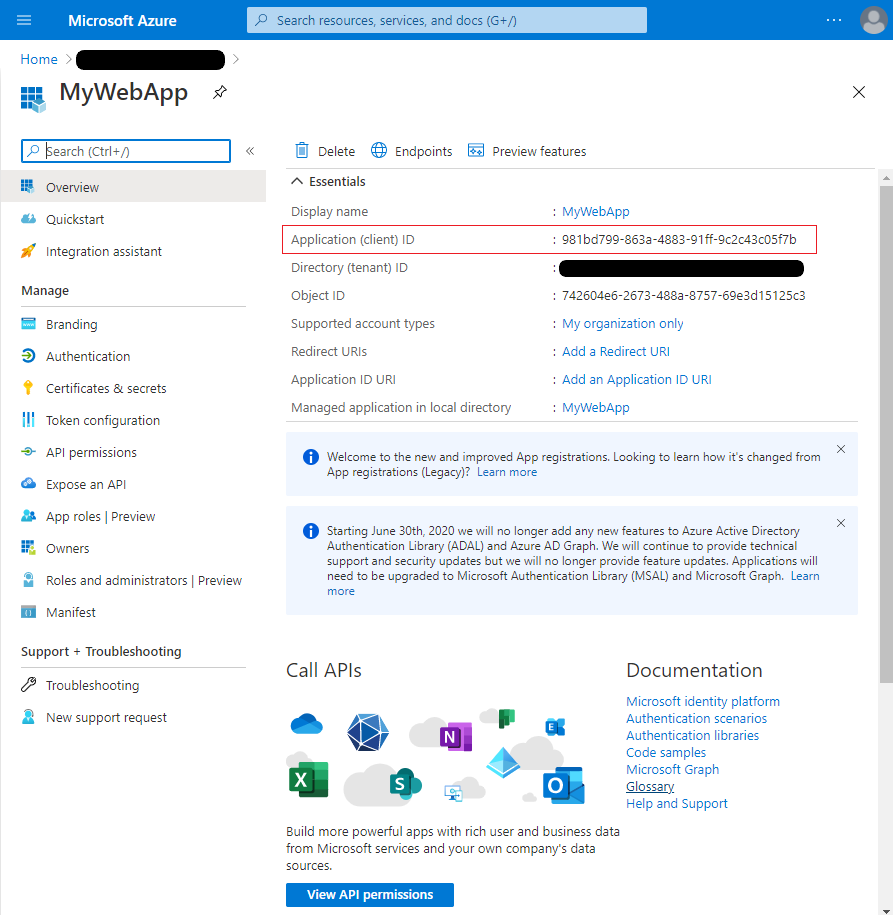 Microsoft Azure
Search resources, services, and docs (G+/)
...
Home
MyWebApp
Search (Ctrl+/)
«
Overview
Quickstart
Integration assistant
Manage
Branding
Authentication
Certificates & secrets
Token configuration
API permissions
Expose an API
App roles | Preview
Owners
Roles and administrators | Preview
Manifest
Support + Troubleshooting
Troubleshooting
New support request
Delete
Endpoints
Preview features
Essentials
Display name : MyWebApp
Application (client) ID : 981bd799-863a-4883-91ff-9c2c43c05f7b
Directory (tenant) ID :
Object ID : 742604e6-2673-488a-8757-69e3d15125c3
Supported account types : My organization only
Redirect URIs : Add a Redirect URI
Application ID URI : Add an Application ID URI
Managed application in local directory : MyWebApp
Welcome to the new and improved App registrations. Looking to learn how it's changed from
App registrations (Legacy)? Learn more
Starting June 30th, 2020 we will no longer add any new features to Azure Active Directory
Authentication Library (ADAL) and Azure AD Graph. We will continue to provide technical
support and security updates but we will no longer provide feature updates. Applications will
need to be upgraded to Microsoft Authentication Library (MSAL) and Microsoft Graph. Learn
more
Call APIs
N
E
X
S
O
Build more powerful apps with rich user and business data
from Microsoft services and your own company's data
sources.
View API permissions
Documentation
Microsoft identity platform
Authentication scenarios
Authentication libraries
Code samples
Microsoft Graph
Glossary
Help and Support